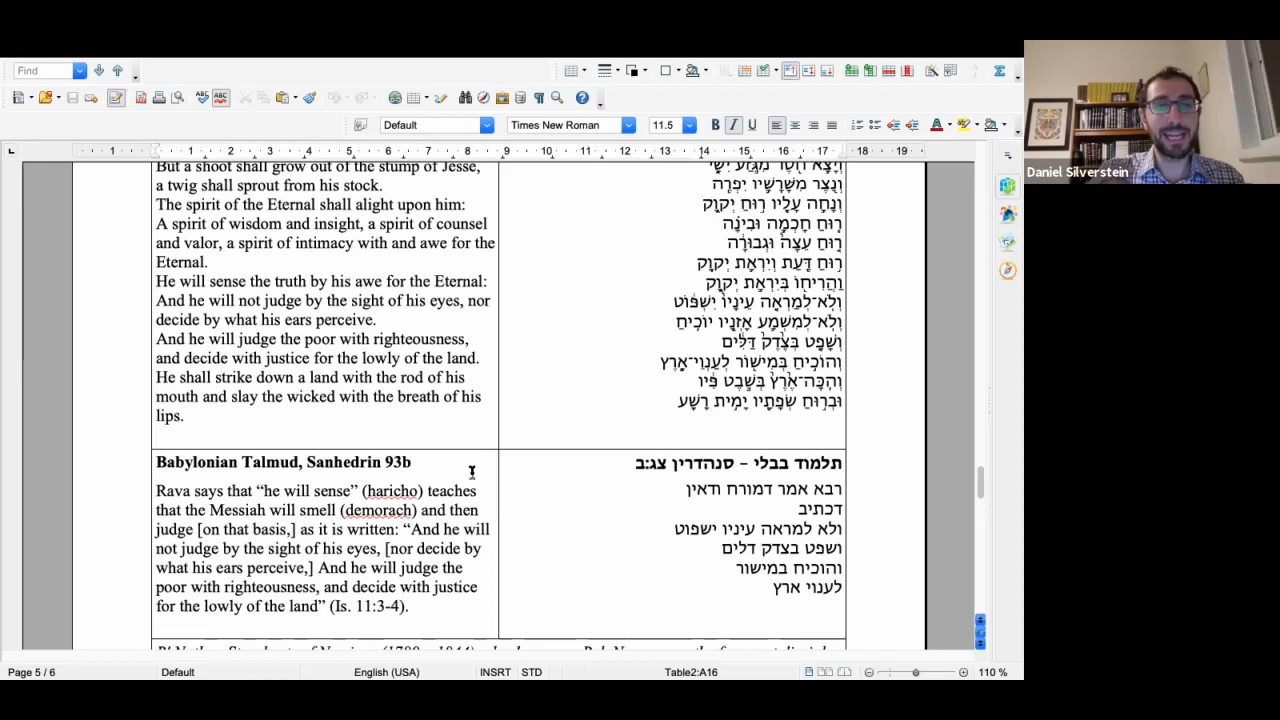 Find
Default
Times New Roman
11.5
But a shoot shall grow out of the stump of Jesse,
a twig shall sprout from his stock.
The spirit of the Eternal shall alight upon him:
A spirit of wisdom and insight, a spirit of counsel
and valor, a spirit of intimacy with and awe for the
Eternal.
He will sense the truth by his awe for the Eternal:
And he will not judge by the sight of his eyes, nor
decide by what his ears perceive.
And he will judge the poor with righteousness,
and decide with justice for the lowly of the land.
He shall strike down a land with the rod of his
mouth and slay the wicked with the breath of his
lips.
וְיָצָא חֹטֶר מִגֶּזַע יִשָׁי
וְנֵצֶר מִשׇּׁרָשָׁיו יִפְרֶה
וְנָחָה עָלָיו רוּחַ יְקוָק
רוּחַ חׇכְמָה וּבִינָה
רוּחַ עֵצָה וּגְבוּרָה
רוּחַ דַּעַת וְיִרְאַת יְקוָק
וַהֲרִיחוֹ בְּיִרְאַת יְקוָק
וְלֹא־לְמַרְאֵה עֵינָיו יִשְׁפּוֹט
וְלֹא־לְמִשְׁמַע אׇזְנָיו יוֹכִיחַ
וְשָׁפַט בְּצֶדֶק דַּלִּים
וְהוֹכִיחַ בְּמִישׁוֹר לְעַנְוֵי־אָרֶץ
וְהִכָּה־אֶרֶץ בְּשֵׁבֶט פִּיו
וּבְרוּחַ שְׂפָתָיו יָמִית רָשָׁע
Babylonian Talmud, Sanhedrin 93b
Rava says that “he will sense” (haricho) teaches
that the Messiah will smell (demorach) and then
judge [on that basis,] as it is written: “And he will
not judge by the sight of his eyes, [nor decide by
what his ears perceive,] And he will judge the
poor with righteousness, and decide with justice
for the lowly of the land” (Is. 11:3-4).
תלמוד בבלי – סנהדרין צג:ב
רבא אמר דמורח ודאין
דכתיב
ולא למראה עיניו ישפוט
ושפט בצדק דלים
והוכיח במישור
לענוי ארץ
Page 5 / 6
Default
English (USA)
INSRT
STD
Table2:A16
110 %
Daniel Silverstein